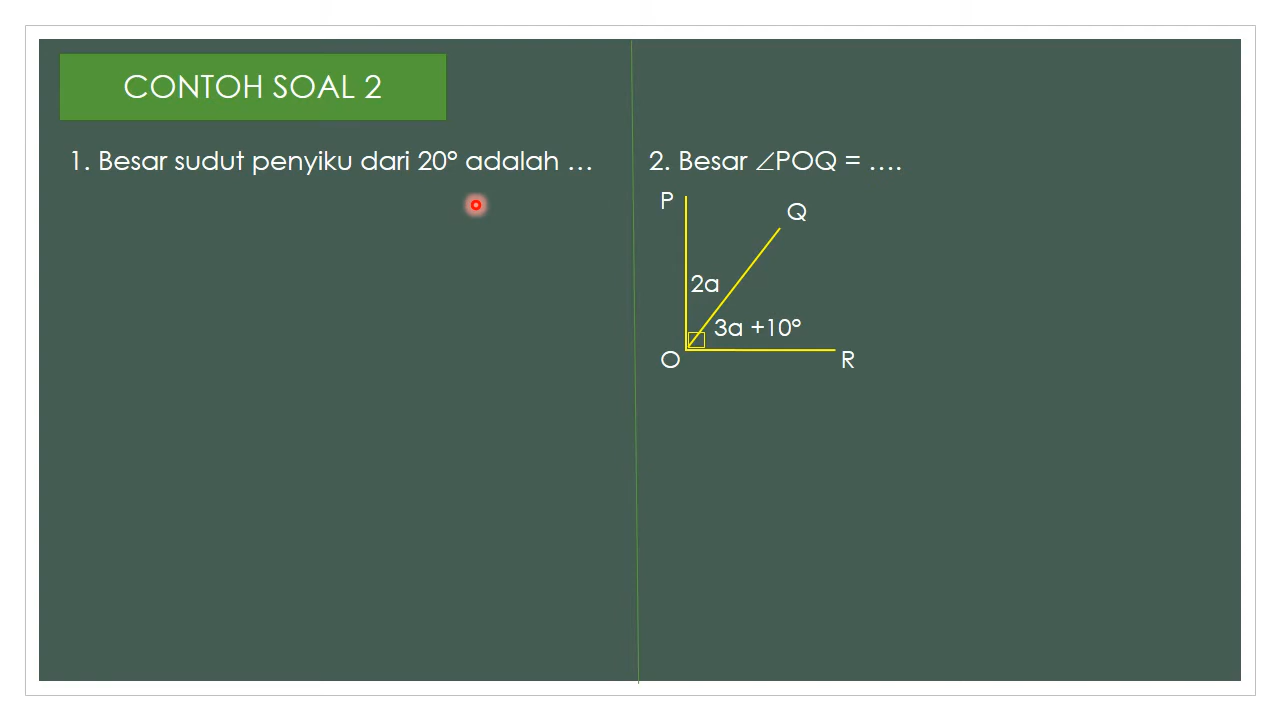 CONTOH SOAL 2
1. Besar sudut penyiku dari 20° adalah …
2. Besar ∠POQ = ….
P
Q
2a
3a +10°
O
R